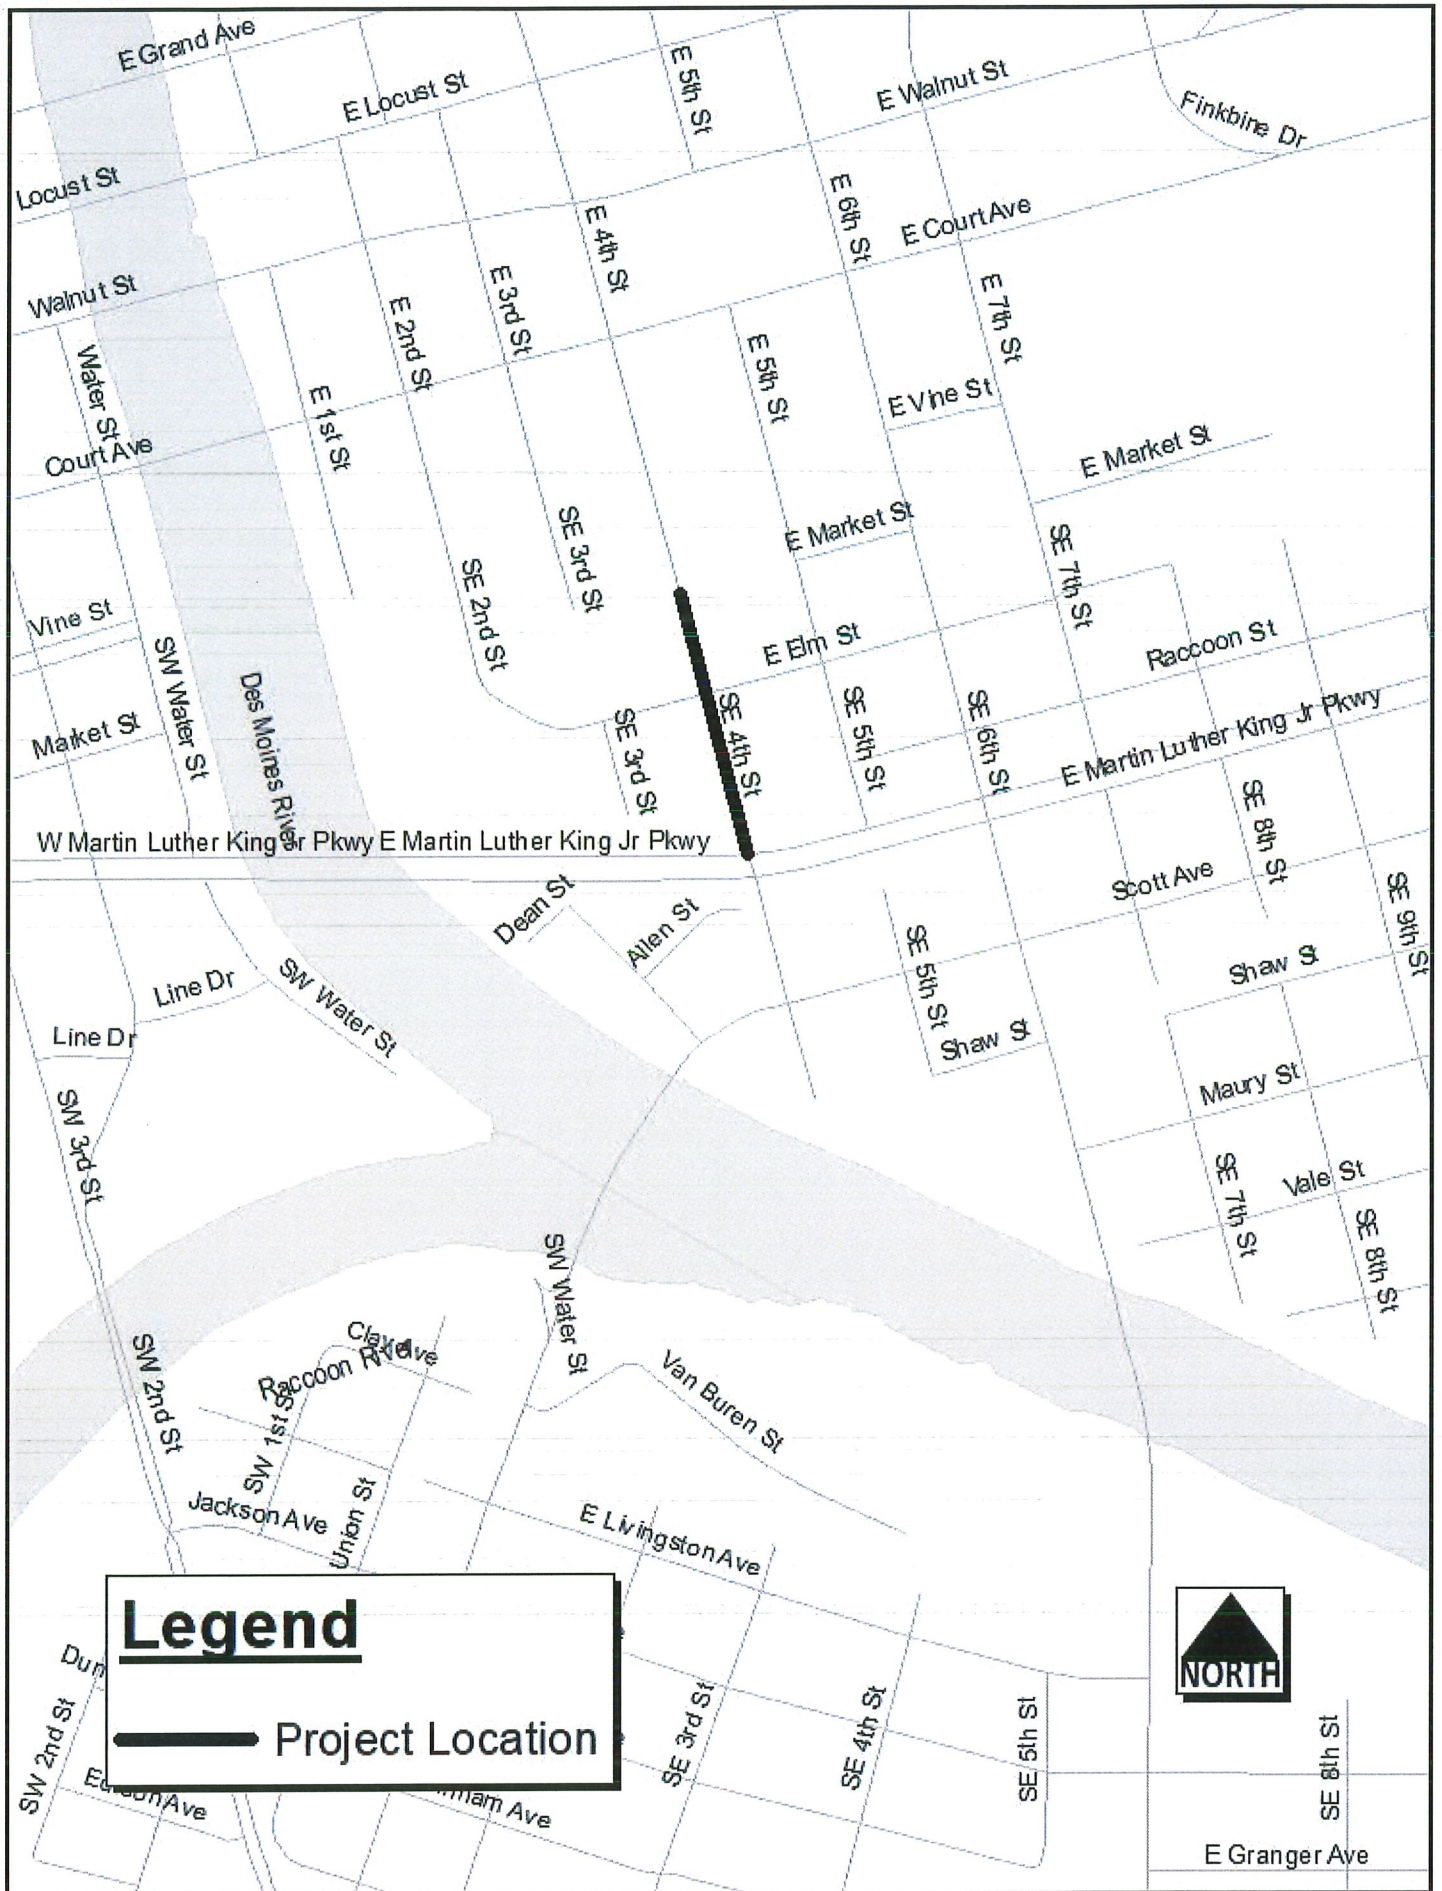 E Grand Ave
E Locust St
E 5th St
E Walnut St
Finkbine Dr
Locust St
E 6th St
E Court Ave
E 4th St
Walnut St
E 3rd St
E 2nd St
E 7th St
Water St
E 5th St
E 1st St
E Vine St
Court Ave
E Market St
SE 3rd St
E Market St
SE 7th St
SE 2nd St
Vine St
E Elm St
Raccoon St
SW Water St
Des Moines River
Market St
SE 3rd St
SE 4th St
SE 5th St
SE 6th St
E Martin Luther King Jr Pkwy
SE 8th St
W Martin Luther King Jr Pkwy
E Martin Luther King Jr Pkwy
Scott Ave
Dean St
Allen St
SE 9th St
SE 5th St
Shaw St
Line Dr
SW Water St
Line Dr
Shaw St
Maury St
SW 3rd St
SE 7th St
Vale St
SE 8th St
SW Water St
Clay Ave
Raccoon
SW 2nd St
SW 1st St
Van Buren St
Jackson Ave
Union St
E Livingston Ave
Legend
Project Location
NORTH
Dun
SW 2nd St
SE 3rd St
SE 4th St
SE 5th St
SE 8th St
Ave
Ave
E Granger Ave